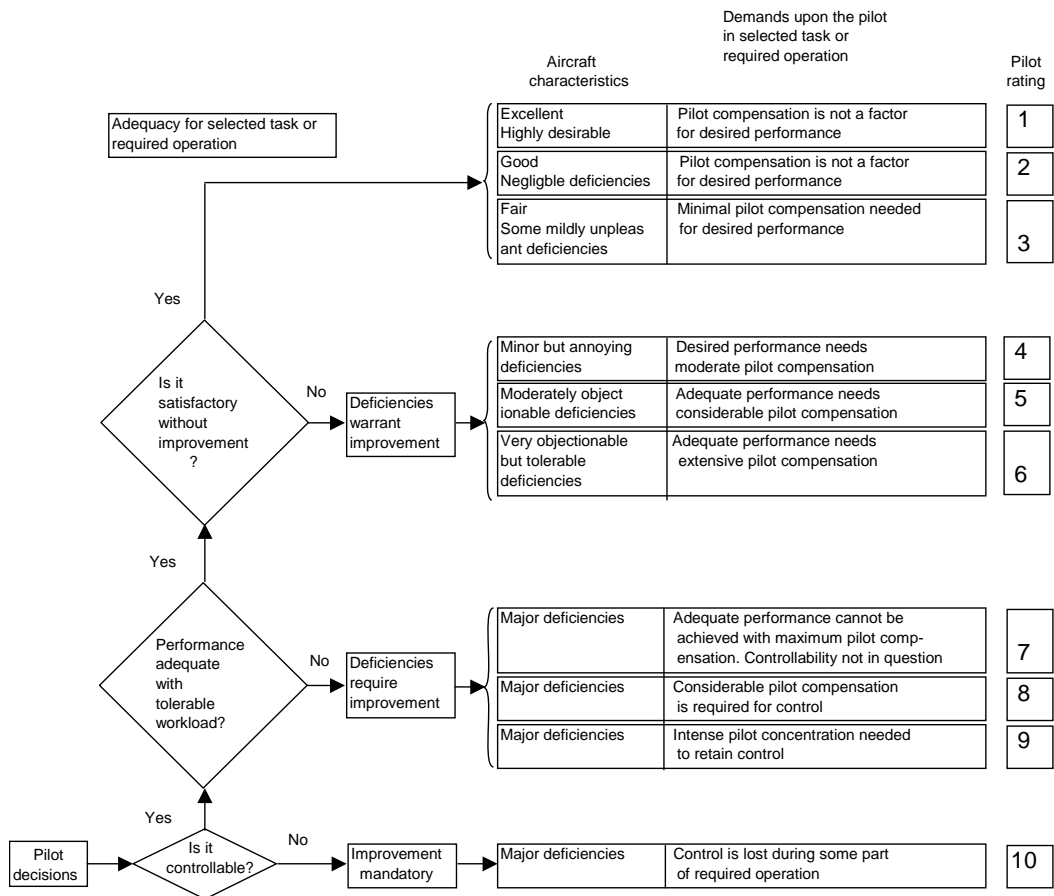 Demands upon the pilot
in selected task or
required operation
Aircraft
characteristics
Pilot
rating
Adequacy for selected task or
required operation
Excellent
Highly desirable
Pilot compensation is not a factor
for desired performance
1
Good
Negligble deficiencies
Pilot compensation is not a factor
for desired performance
2
Fair
Some mildly unpleas
ant deficiencies
Minimal pilot compensation needed
for desired performance
3
Yes
Is it
satisfactory
without
improvement
?
No
Deficiencies
warrant
improvement
Minor but annoying
deficiencies
Desired performance needs
moderate pilot compensation
4
Moderately object
ionable deficiencies
Adequate performance needs
considerable pilot compensation
5
Very objectionable
but tolerable
deficiencies
Adequate performance needs
extensive pilot compensation
6
Yes
Performance
adequate
with
tolerable
workload?
No
Deficiencies
require
improvement
Major deficiencies
Adequate performance cannot be
achieved with maximum pilot comp-
ensation. Controllability not in question
7
Major deficiencies
Considerable pilot compensation
is required for control
8
Major deficiencies
Intense pilot concentration needed
to retain control
9
Yes
Pilot
decisions
Is it
controllable?
No
Improvement
mandatory
Major deficiencies
Control is lost during some part
of required operation
10